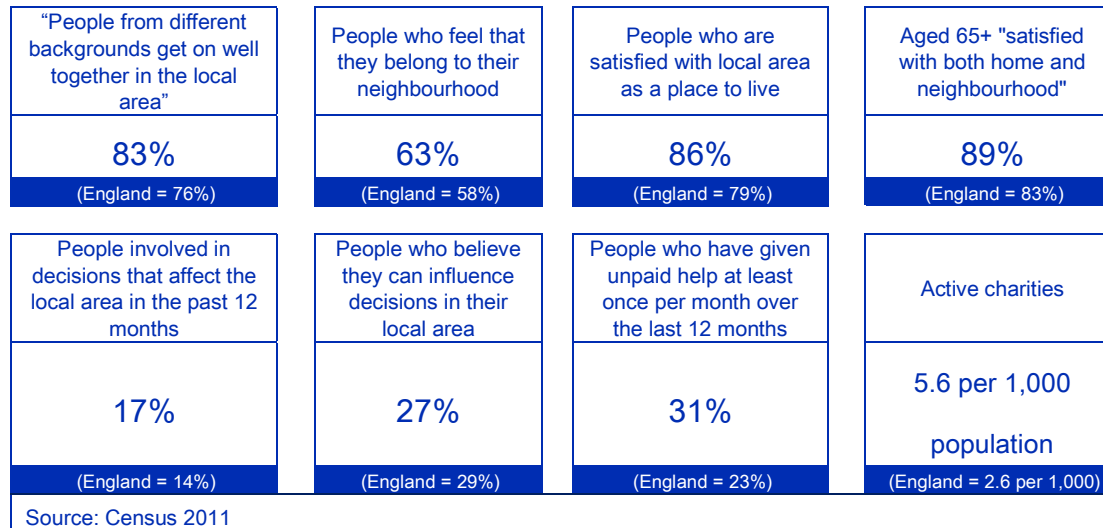 “People from different
backgrounds get on well
together in the local
area”
83%
(England = 76%)
People who feel that
they belong to their
neighbourhood
63%
(England = 58%)
People who are
satisfied with local area
as a place to live
86%
(England = 79%)
Aged 65+ "satisfied
with both home and
neighbourhood"
89%
(England = 83%)
People involved in
decisions that affect the
local area in the past 12
months
17%
(England = 14%)
People who believe
they can influence
decisions in their
local area
27%
(England = 29%)
People who have given
unpaid help at least
once per month over
the last 12 months
31%
(England = 23%)
Active charities
5.6 per 1,000
population
(England = 2.6 per 1,000)
Source: Census 2011